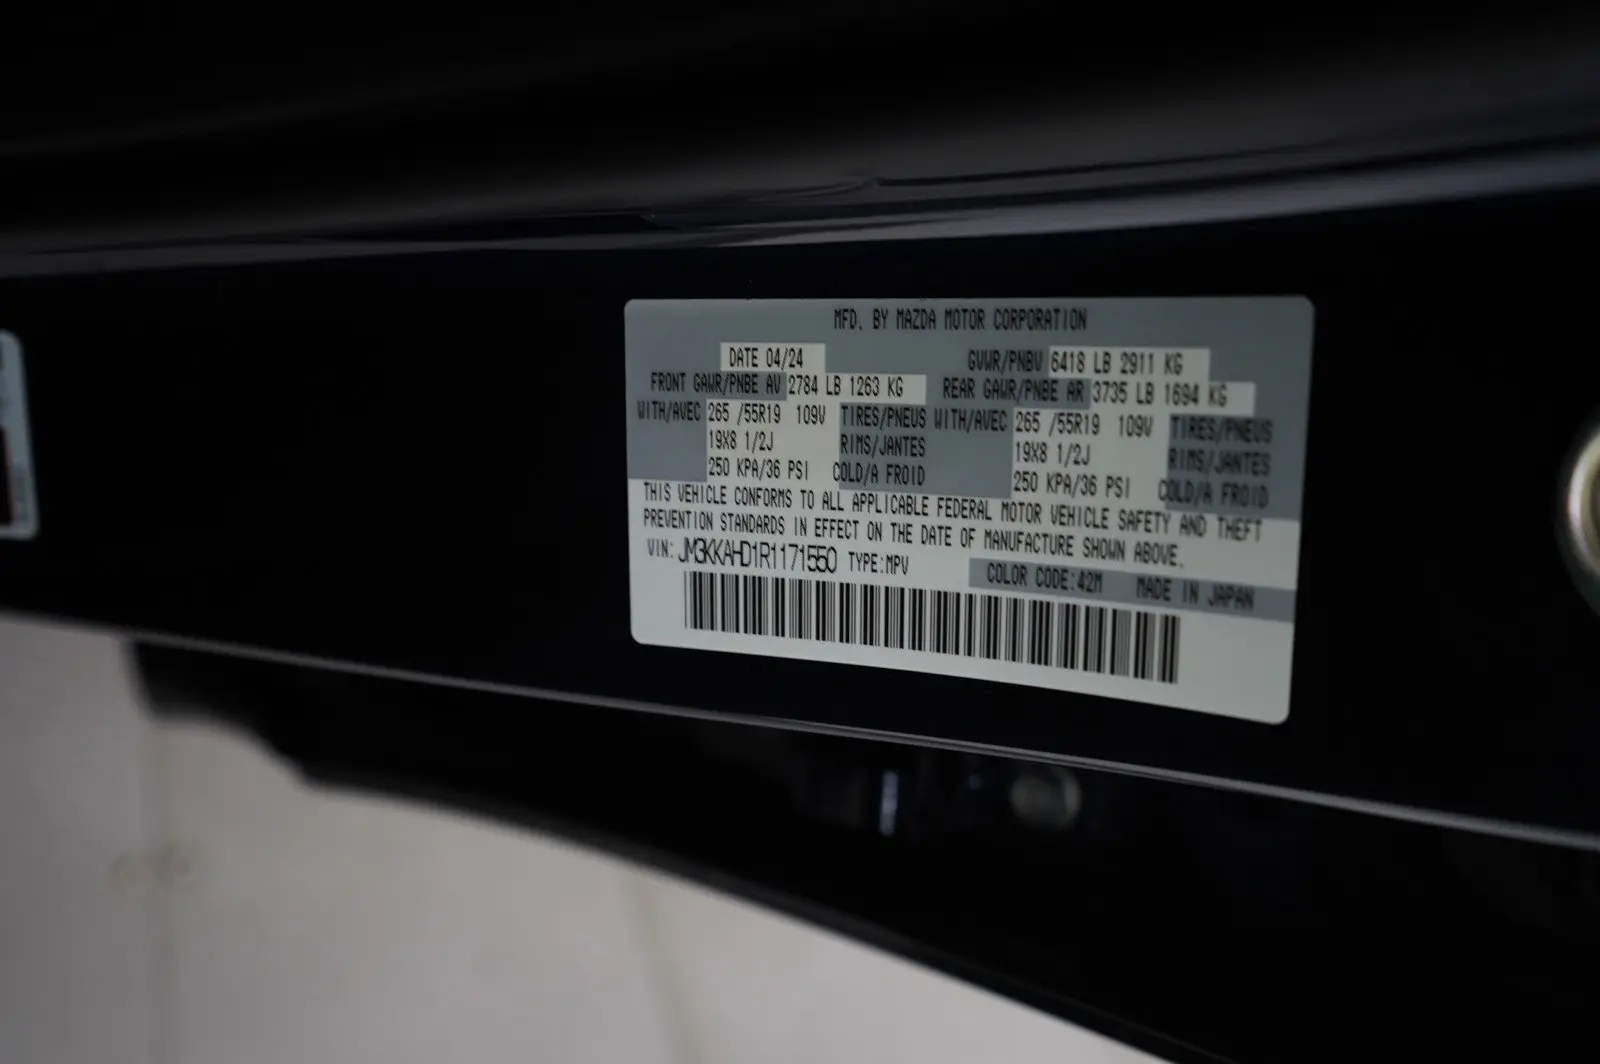 MFD. BY MAZDA MOTOR CORPORATION
DATE 04/24 GVWR/PNBV 6418 LB 2911 KG
FRONT GAWR/PNBE AV 2784 LB 1263 KG REAR GAWR/PNBE AR 3735 LB 1694 KG
WITH/AVEC 265 /55R19 109V TIRES/PNEUS WITH/AVEC 265 /55R19 109V TIRES/PNEUS
19X8 1/2J RIMS/JANTES 19X8 1/2J RIMS/JANTES
250 KPA/36 PSI COLD/A FROID 250 KPA/36 PSI COLD/A FROID
THIS VEHICLE CONFORMS TO ALL APPLICABLE FEDERAL MOTOR VEHICLE SAFETY AND THEFT
PREVENTION STANDARDS IN EFFECT ON THE DATE OF MANUFACTURE SHOWN ABOVE.
VIN: JM3KKAHD1R1171550 TYPE:MPV COLOR CODE:42M MADE IN JAPAN